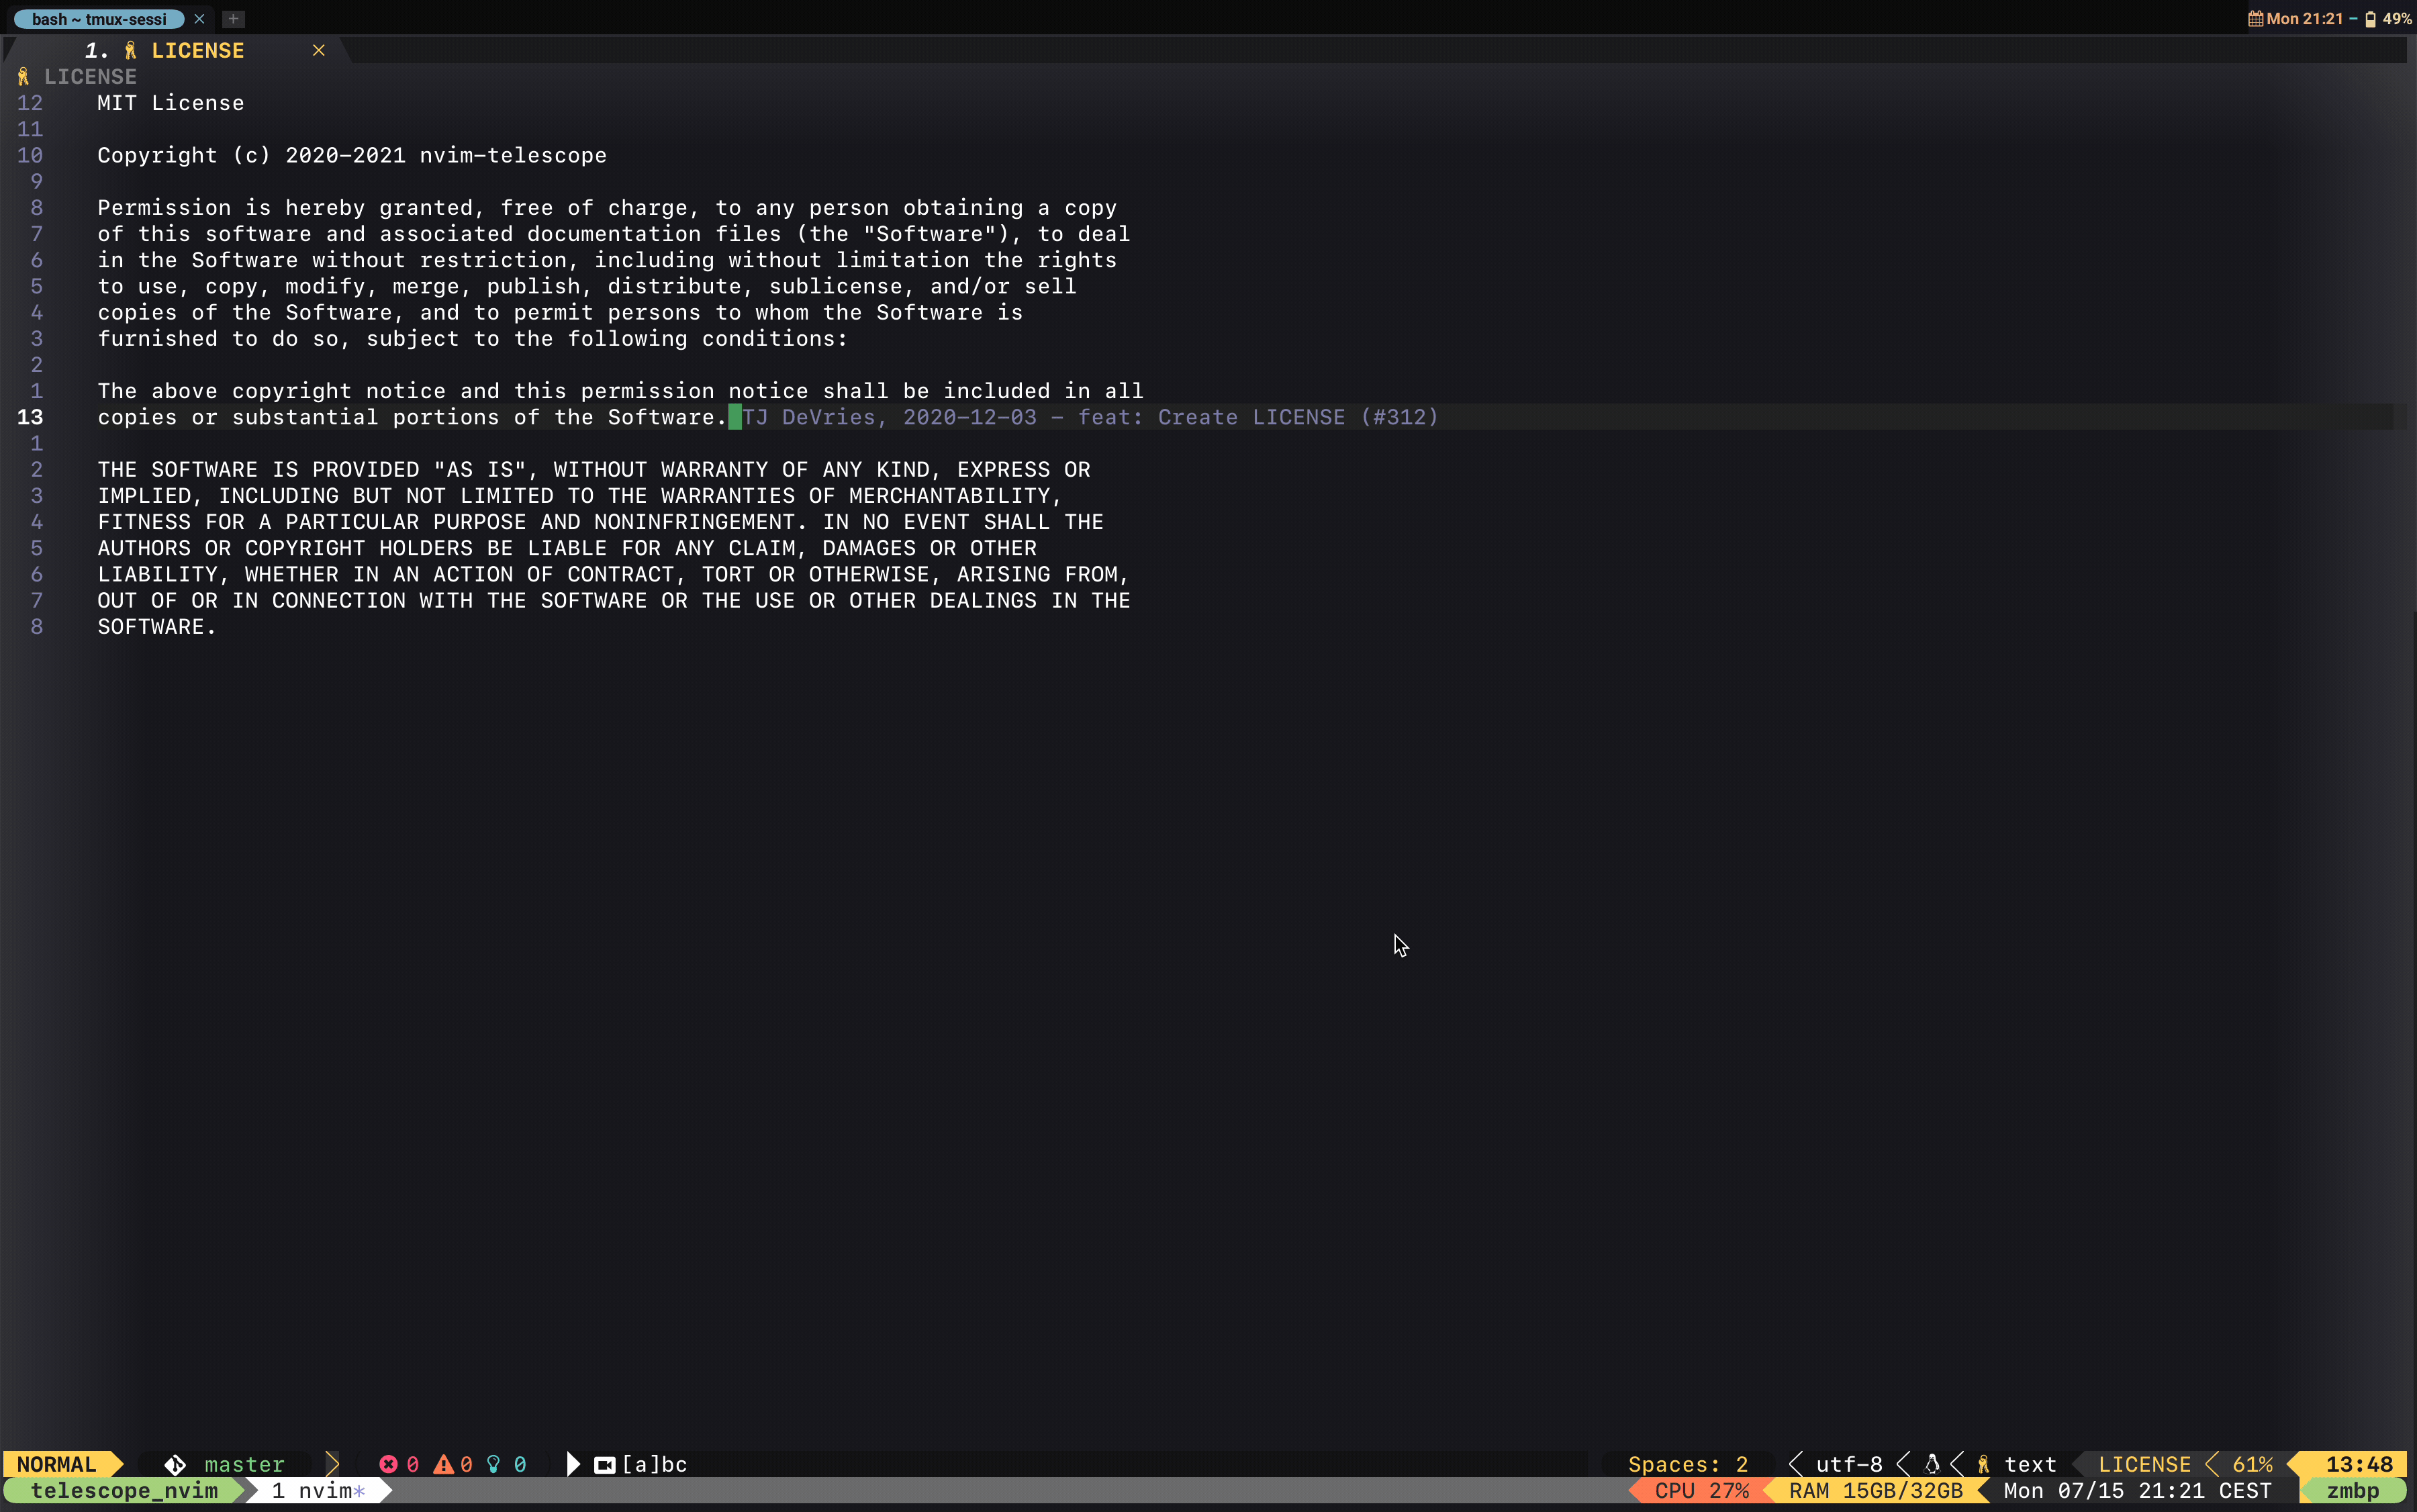 bash ~ tmux-sessi × +
Mon 21:21 – 49%
1. LICENSE ×
LICENSE
12 MIT License
11
10 Copyright (c) 2020-2021 nvim-telescope
9
8 Permission is hereby granted, free of charge, to any person obtaining a copy
7 of this software and associated documentation files (the "Software"), to deal
6 in the Software without restriction, including without limitation the rights
5 to use, copy, modify, merge, publish, distribute, sublicense, and/or sell
4 copies of the Software, and to permit persons to whom the Software is
3 furnished to do so, subject to the following conditions:
2
1 The above copyright notice and this permission notice shall be included in all
13 copies or substantial portions of the Software. TJ DeVries, 2020-12-03 - feat: Create LICENSE (#312)
1
2 THE SOFTWARE IS PROVIDED "AS IS", WITHOUT WARRANTY OF ANY KIND, EXPRESS OR
3 IMPLIED, INCLUDING BUT NOT LIMITED TO THE WARRANTIES OF MERCHANTABILITY,
4 FITNESS FOR A PARTICULAR PURPOSE AND NONINFRINGEMENT. IN NO EVENT SHALL THE
5 AUTHORS OR COPYRIGHT HOLDERS BE LIABLE FOR ANY CLAIM, DAMAGES OR OTHER
6 LIABILITY, WHETHER IN AN ACTION OF CONTRACT, TORT OR OTHERWISE, ARISING FROM,
7 OUT OF OR IN CONNECTION WITH THE SOFTWARE OR THE USE OR OTHER DEALINGS IN THE
8 SOFTWARE.
NORMAL master 0 0 0 [a]bc Spaces: 2 utf-8 text LICENSE 61% 13:48
telescope_nvim 1 nvim* CPU 27% RAM 15GB/32GB Mon 07/15 21:21 CEST zmbp